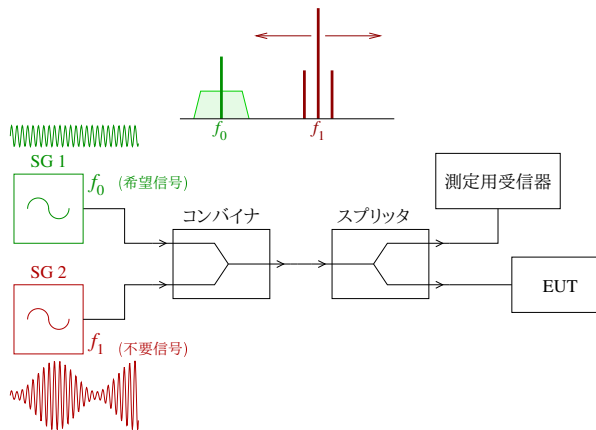 f0
f1
SG 1
f0 (希望信号)
測定用受信器
コンバイナ
スプリッタ
SG 2
EUT
f1 (不要信号)